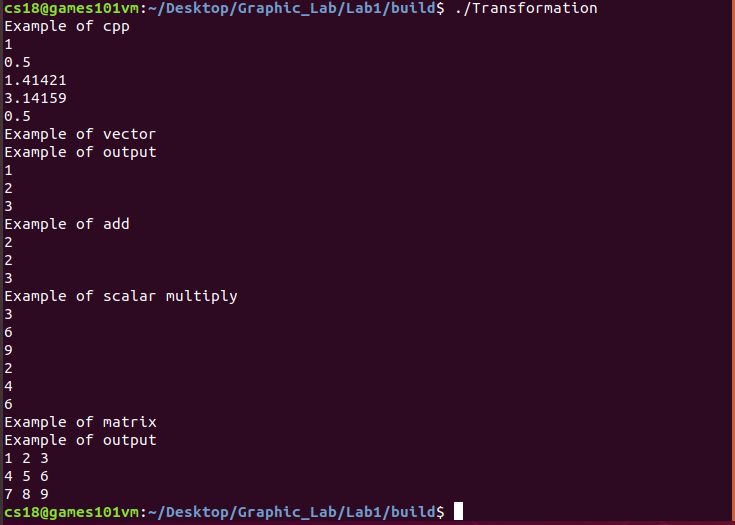 cs18@games101vm:~/Desktop/Graphic_Lab/Lab1/build$ ./Transformation
Example of cpp
1
0.5
1.41421
3.14159
0.5
Example of vector
Example of output
1
2
3
Example of add
2
2
3
Example of scalar multiply
3
6
9
2
4
6
Example of matrix
Example of output
1 2 3
4 5 6
7 8 9
cs18@games101vm:~/Desktop/Graphic_Lab/Lab1/build$